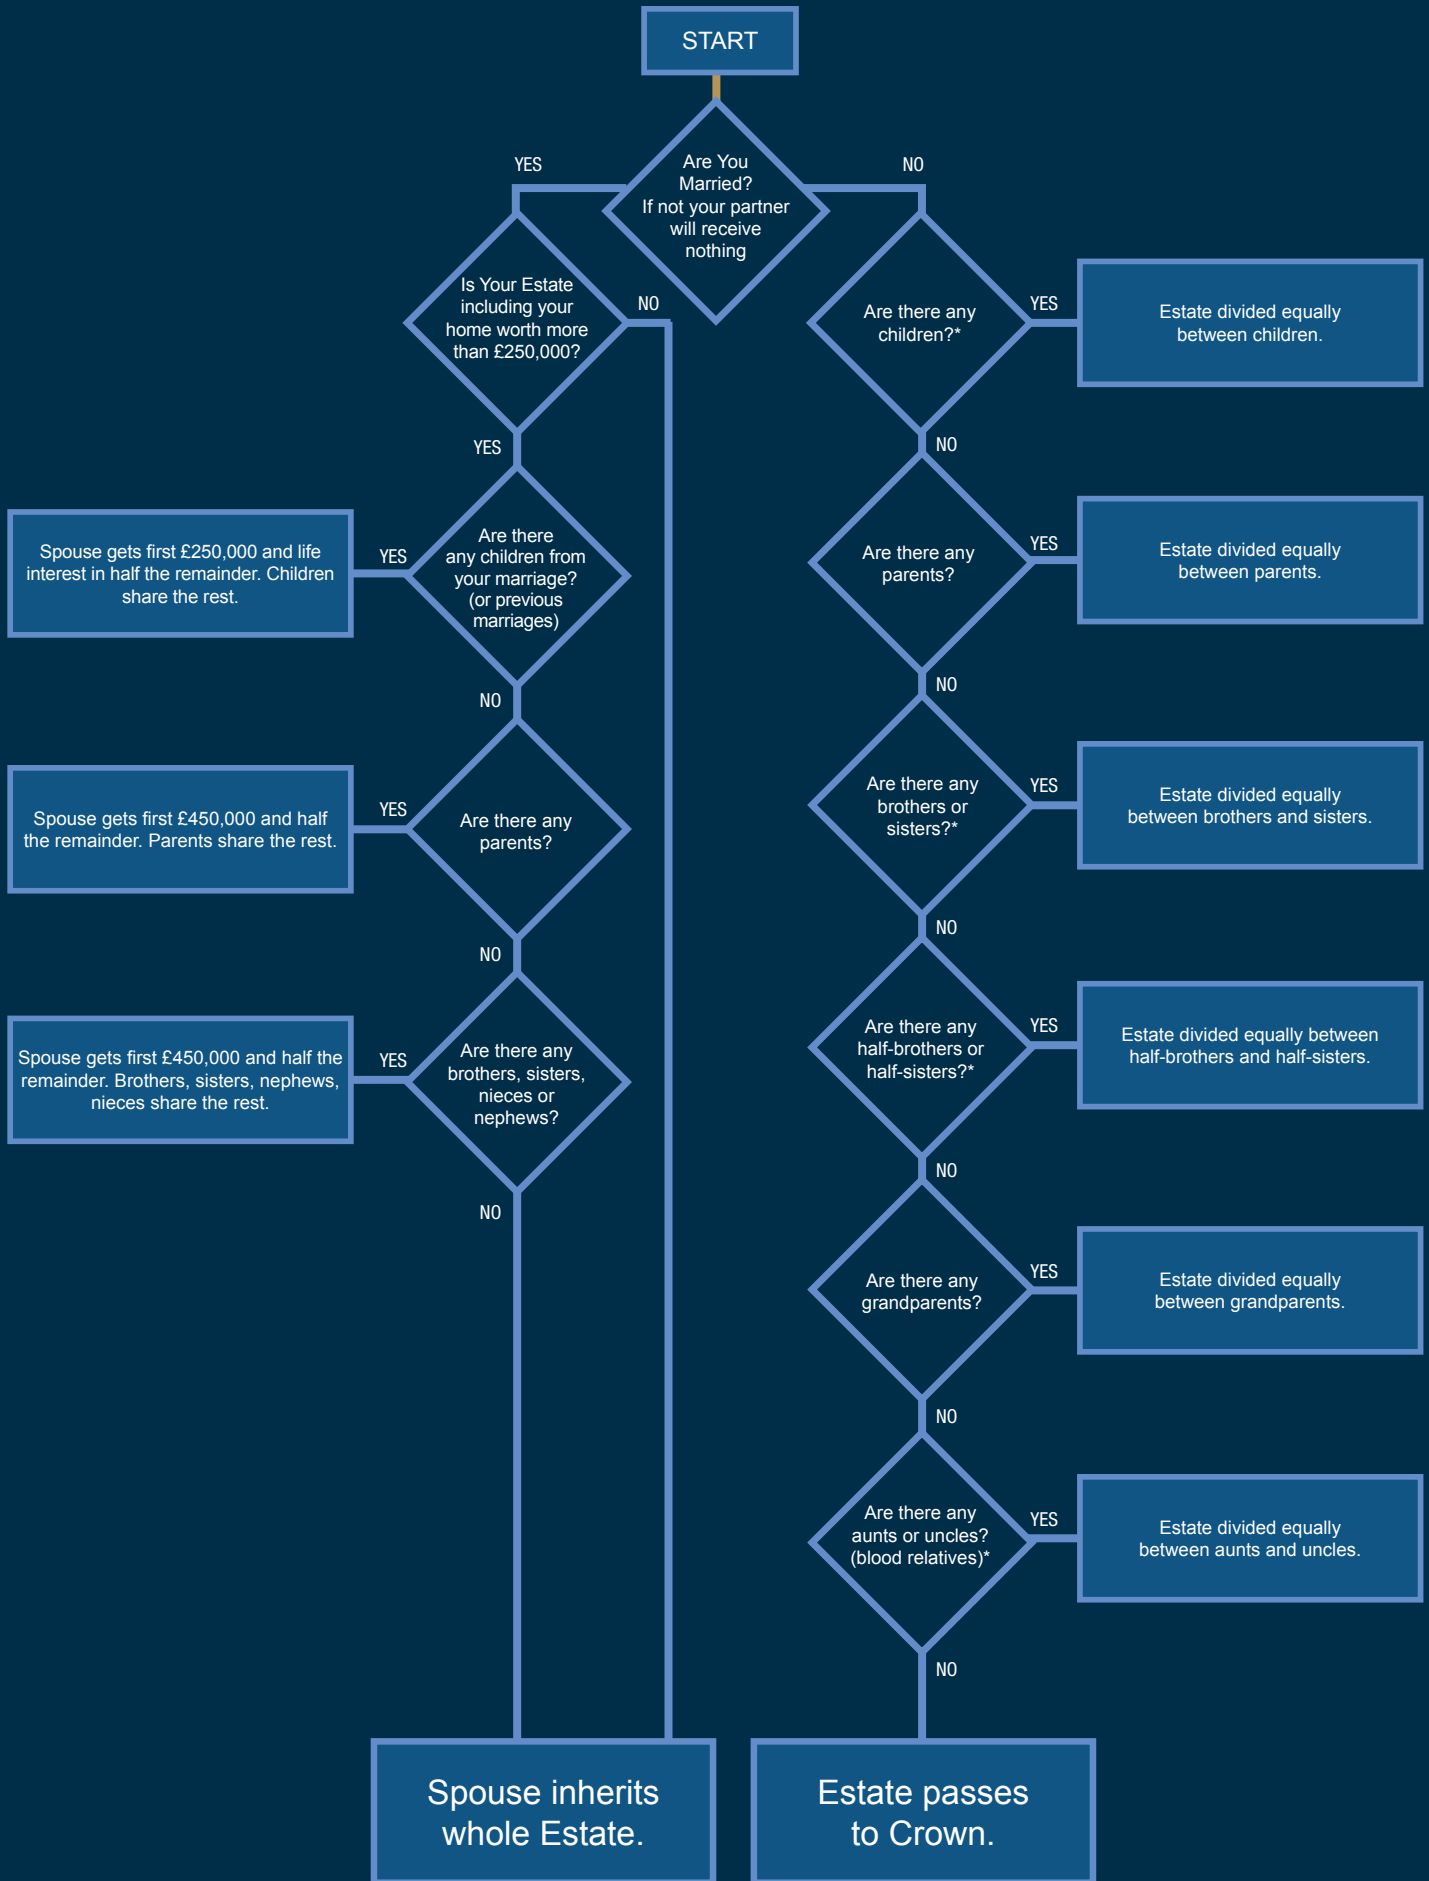 START
YES
Are You
Married?
If not your partner
will receive
nothing
NO
Is Your Estate
including your
home worth more
than £250,000?
NO
Are there any
children?*
YES
Estate divided equally
between children.
YES
NO
Spouse gets first £250,000 and life
interest in half the remainder. Children
share the rest.
YES
Are there
any children from
your marriage?
(or previous
marriages)
Are there any
parents?
YES
Estate divided equally
between parents.
NO
NO
Spouse gets first £450,000 and half
the remainder. Parents share the rest.
YES
Are there any
parents?
Are there any
brothers or
sisters?*
YES
Estate divided equally
between brothers and sisters.
NO
NO
Spouse gets first £450,000 and half the
remainder. Brothers, sisters, nephews,
nieces share the rest.
YES
Are there any
brothers, sisters,
nieces or
nephews?
Are there any
half-brothers or
half-sisters?*
YES
Estate divided equally between
half-brothers and half-sisters.
NO
NO
Are there any
grandparents?
YES
Estate divided equally
between grandparents.
NO
Are there any
aunts or uncles?
(blood relatives)*
YES
Estate divided equally
between aunts and uncles.
NO
Spouse inherits
whole Estate.
Estate passes
to Crown.